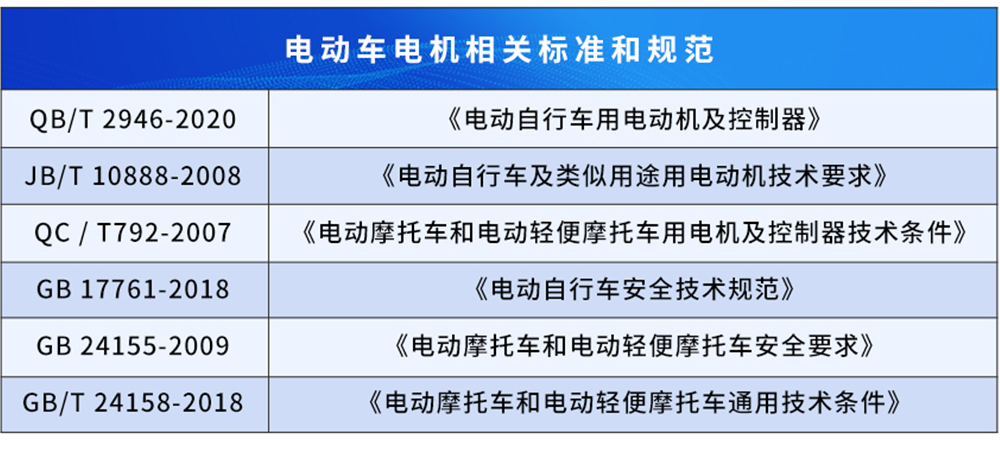 电动车电机相关标准和规范
QB/T 2946-2020 《电动自行车用电动机及控制器》
JB/T 10888-2008 《电动自行车及类似用途用电动机技术要求》
QC / T792-2007 《电动摩托车和电动轻便摩托车用电机及控制器技术条件》
GB 17761-2018 《电动自行车安全技术规范》
GB 24155-2009 《电动摩托车和电动轻便摩托车安全要求》
GB/T 24158-2018 《电动摩托车和电动轻便摩托车通用技术条件》